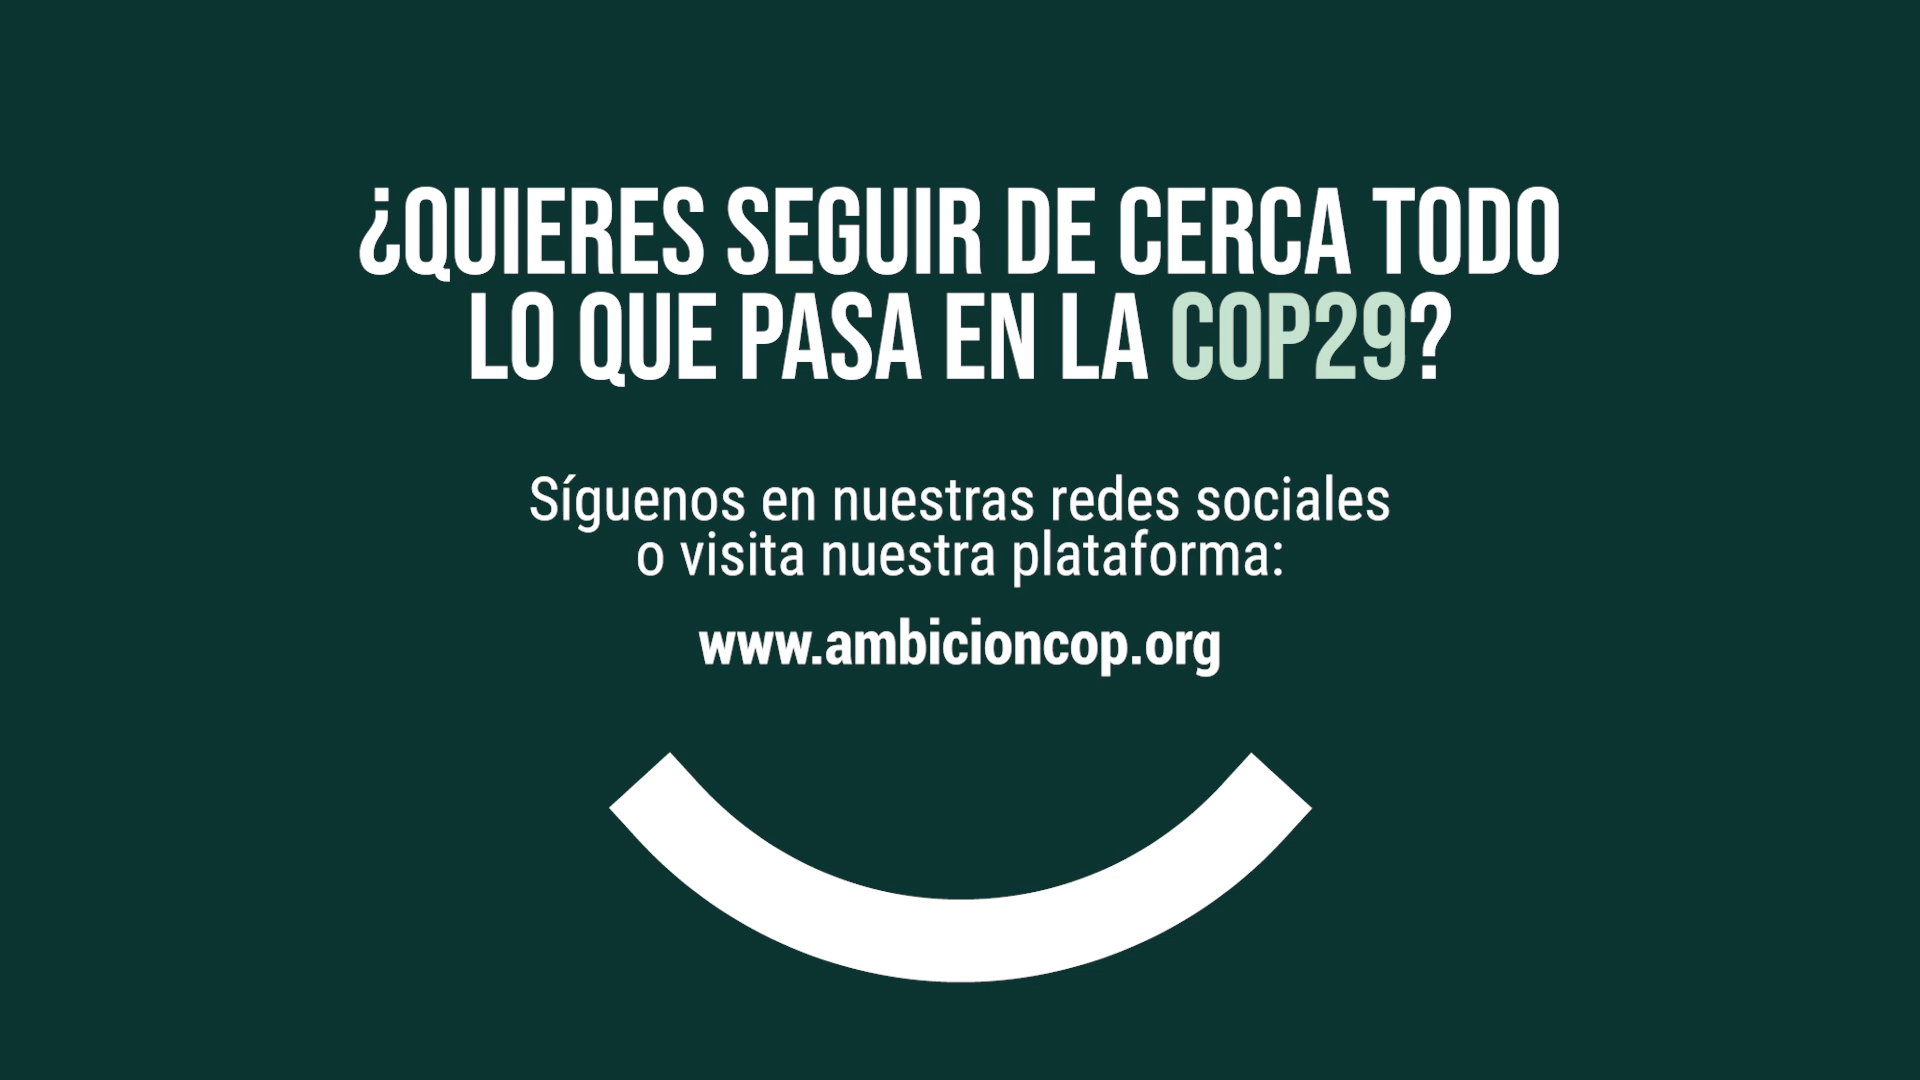 ¿QUIERES SEGUIR DE CERCA TODO
LO QUE PASA EN LA COP29?
Síguenos en nuestras redes sociales
o visita nuestra plataforma:
www.ambicioncop.org